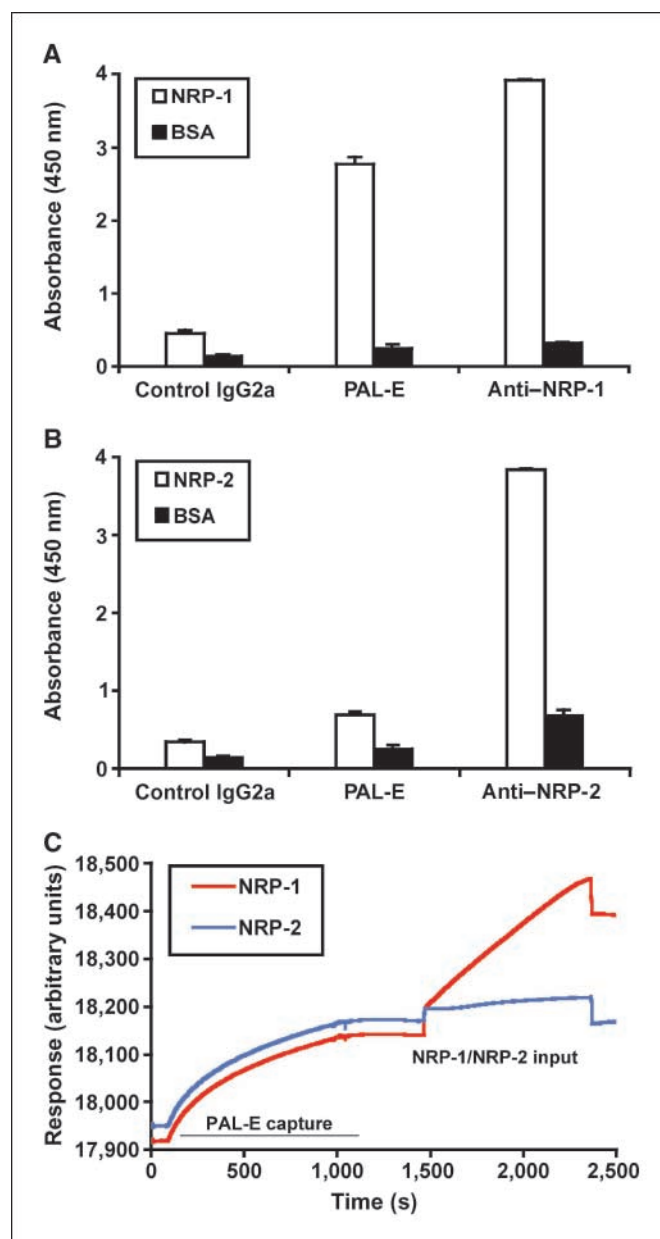 A
NRP-1
BSA
Absorbance (450 nm)
4
3
2
1
0
Control IgG2a
PAL-E
Anti–NRP-1
B
NRP-2
BSA
Absorbance (450 nm)
4
3
2
1
0
Control IgG2a
PAL-E
Anti–NRP-2
C
NRP-1
NRP-2
Response (arbitrary units)
18,500
18,400
18,300
18,200
18,100
18,000
17,900
NRP-1/NRP-2 input
PAL-E capture
0
500
1,000
1,500
2,000
2,500
Time (s)